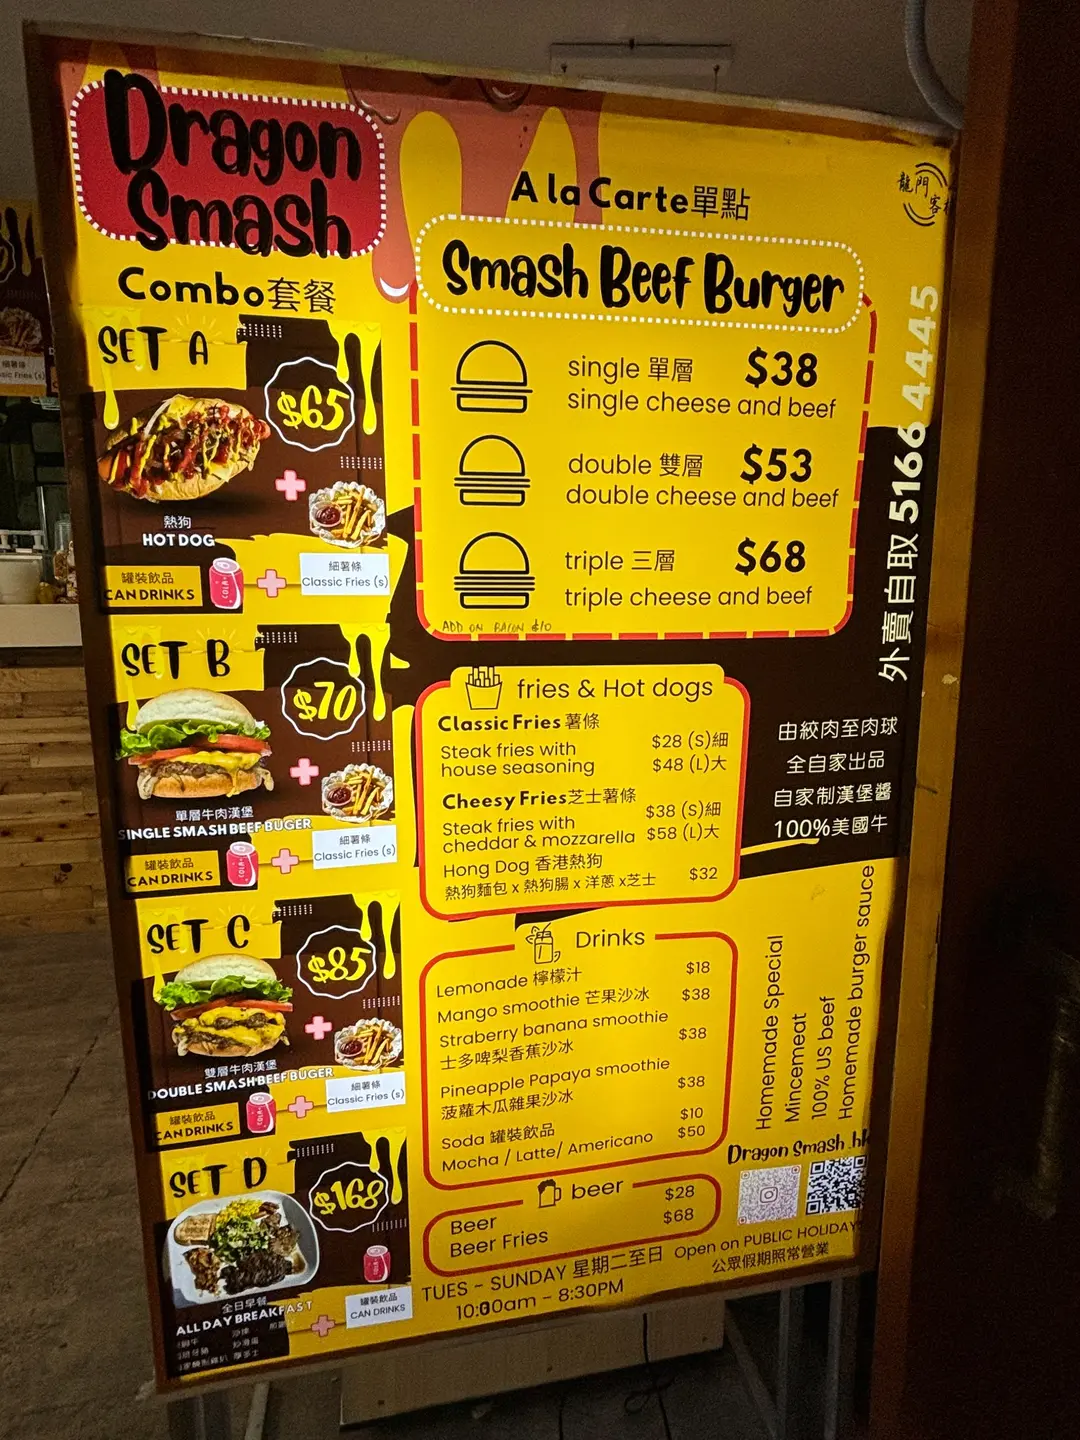 Dragon
Smash
Combo套餐
SET A
$65
熱狗
HOT DOG
罐裝飲品
CAN DRINKS
COLA
細薯條
Classic Fries (s)
SET B
$70
單層牛肉漢堡
SINGLE SMASH BEEF BUGER
罐裝飲品
CAN DRINKS
COLA
細薯條
Classic Fries (s)
SET C
$85
雙層牛肉漢堡
DOUBLE SMASH BEEF BUGER
罐裝飲品
CAN DRINKS
COLA
細薯條
Classic Fries (s)
SET D
$168
全日早餐
ALL DAY BREAKFAST
罐裝飲品
CAN DRINKS
A la Carte單點
Smash Beef Burger
single 單層 $38
single cheese and beef
double 雙層 $53
double cheese and beef
triple 三層 $68
triple cheese and beef
ADD ON BACON $10
fries & Hot dogs
Classic Fries 薯條
Steak fries with $28 (S)細
house seasoning $48 (L)大
Cheesy Fries芝士薯條
Steak fries with $38 (S)細
cheddar & mozzarella $58 (L)大
Hong Dog 香港熱狗
熱狗麵包 x 熱狗腸 x 洋蔥 x芝士 $32
Drinks
Lemonade 檸檬汁 $18
Mango smoothie 芒果沙冰 $38
Straberry banana smoothie
士多啤梨香蕉沙冰 $38
Pineapple Papaya smoothie
菠蘿木瓜雜果沙冰 $38
Soda 罐裝飲品 $10
Mocha / Latte/ Americano $50
beer
Beer $28
Beer Fries $68
TUES - SUNDAY 星期二至日 Open on PUBLIC HOLIDAY
10:00am - 8:30PM
公眾假期照常營業
龍門
客
外賣自取 5166 4445
由絞肉至肉球
全自家出品
自家制漢堡醬
100%美國牛
Homemade Special
Mincemeat
100% US beef
Homemade burger sauce
Dragon Smash .hk